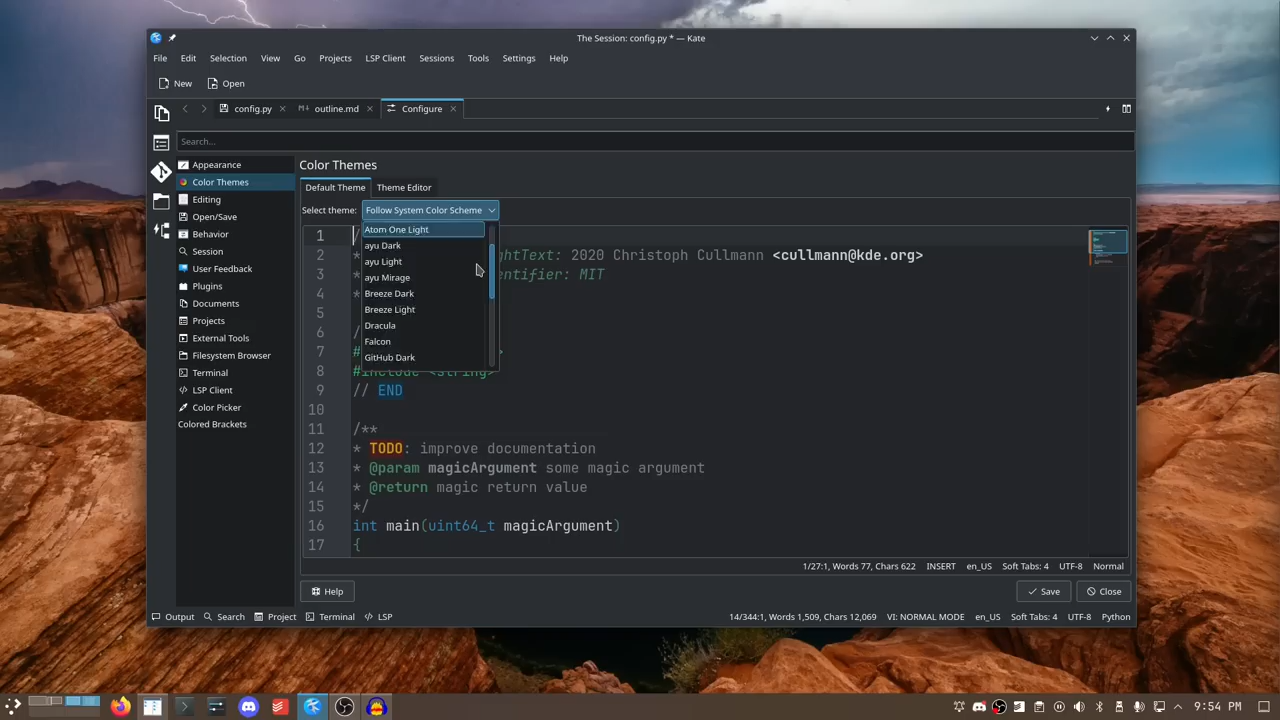 The Session: config.py * — Kate
File Edit Selection View Go Projects LSP Client Sessions Tools Settings Help
New Open
config.py outline.md Configure
Search...
Appearance
Color Themes
Editing
Open/Save
Behavior
Session
User Feedback
Plugins
Documents
Projects
External Tools
Filesystem Browser
Terminal
LSP Client
Color Picker
Colored Brackets
Color Themes
Default Theme Theme Editor
Select theme: Follow System Color Scheme
Atom One Light
ayu Dark
ayu Light
ayu Mirage
Breeze Dark
Breeze Light
Dracula
Falcon
GitHub Dark
1 /
2 * htText: 2020 Christoph Cullmann <cullmann@kde.org>
3 * entifier: MIT
4 *
5
6 /
7 # >
8 #include <string>
9 // END
10
11 /**
12 * TODO: improve documentation
13 * @param magicArgument some magic argument
14 * @return magic return value
15 */
16 int main(uint64_t magicArgument)
17 {
1/27:1, Words 77, Chars 622 INSERT en_US Soft Tabs: 4 UTF-8 Normal
Help Save Close
Output Search Project Terminal LSP 14/344:1, Words 1,509, Chars 12,069 VI: NORMAL MODE en_US Soft Tabs: 4 UTF-8 Python
9:54 PM